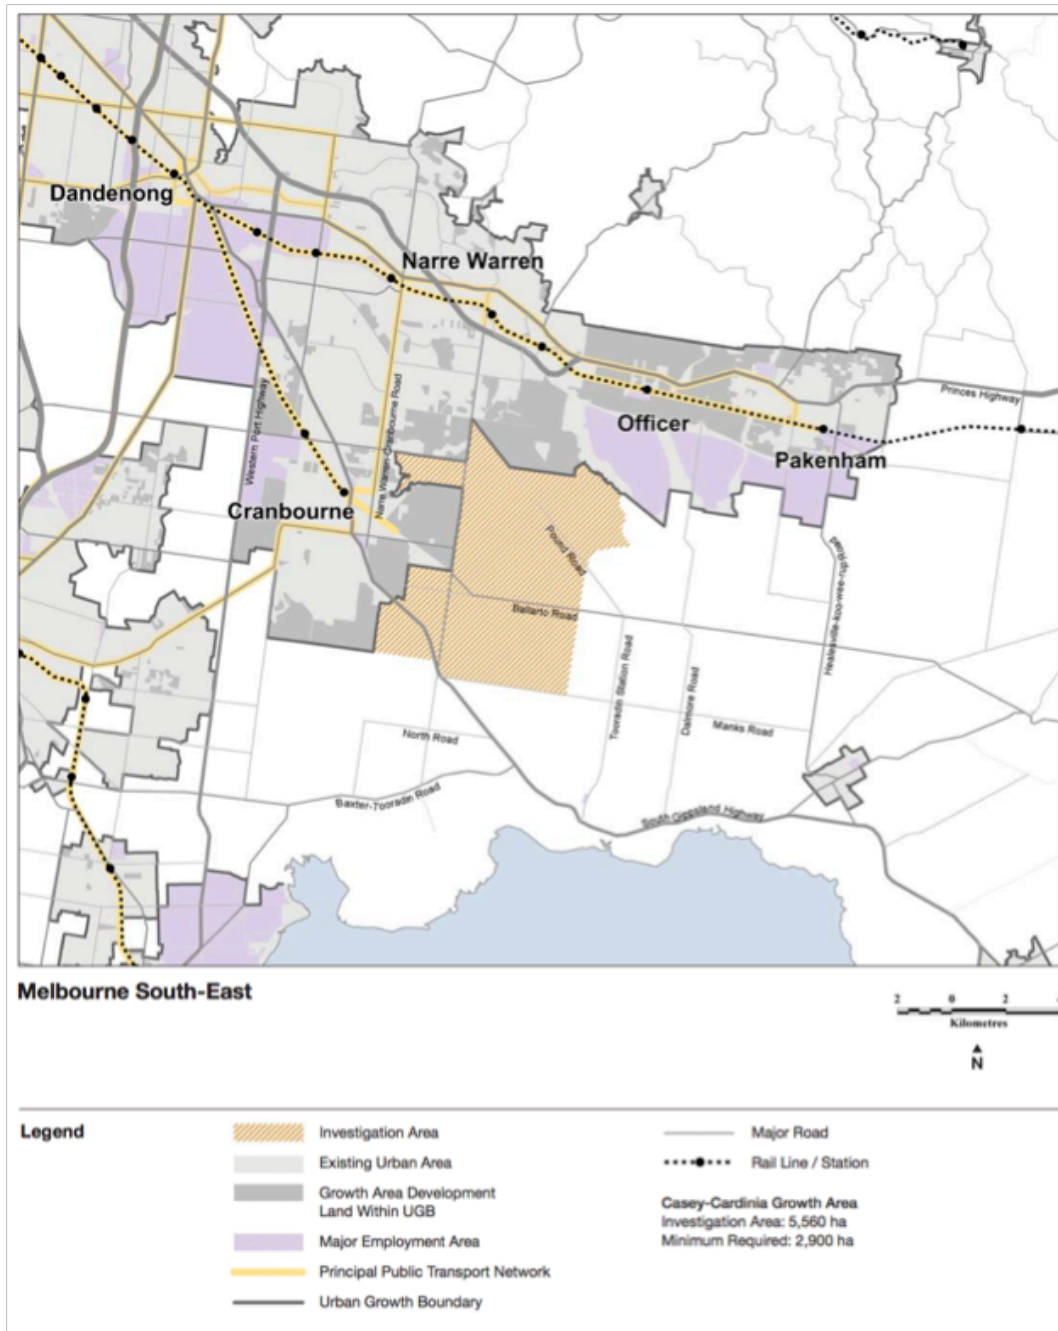 Dandenong
Narre Warren
Princes Highway
Officer
Western Port Highway
Narre Warren-Cranbourne Road
Pakenham
Cranbourne
Pound Road
Healesville-koo-wee-rup Road
Ballarto Road
Tooradin Station Road
Dalmore Road
Manks Road
North Road
Baxter-Tooradin Road
South Gippsland Highway
Melbourne South-East
2 0 2
Kilometres
N
Legend
Investigation Area
Existing Urban Area
Growth Area Development
Land Within UGB
Major Employment Area
Principal Public Transport Network
Urban Growth Boundary
Major Road
Rail Line / Station
Casey-Cardinia Growth Area
Investigation Area: 5,560 ha
Minimum Required: 2,900 ha